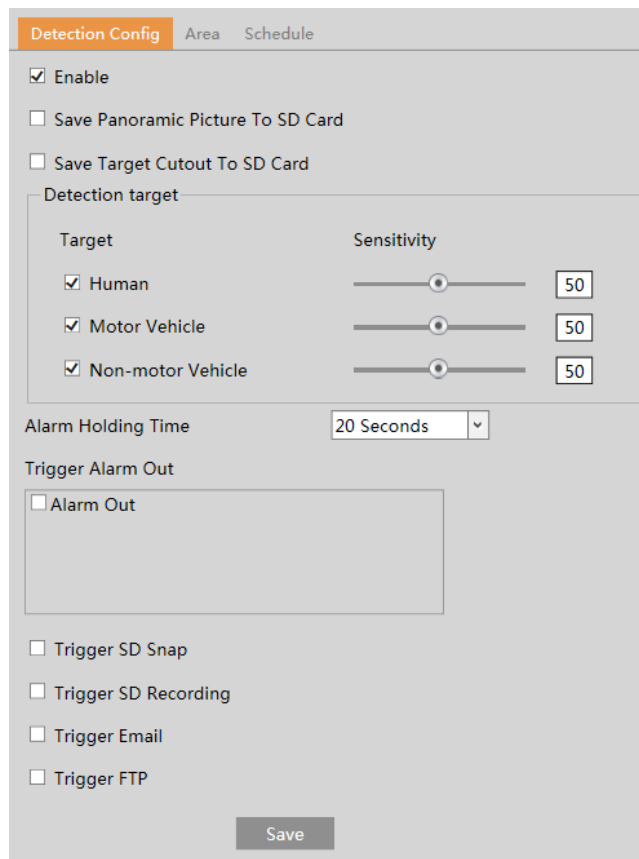 Detection Config Area Schedule
Enable
Save Panoramic Picture To SD Card
Save Target Cutout To SD Card
Detection target
Target Sensitivity
Human 50
Motor Vehicle 50
Non-motor Vehicle 50
Alarm Holding Time 20 Seconds
Trigger Alarm Out
Alarm Out
Trigger SD Snap
Trigger SD Recording
Trigger Email
Trigger FTP
Save